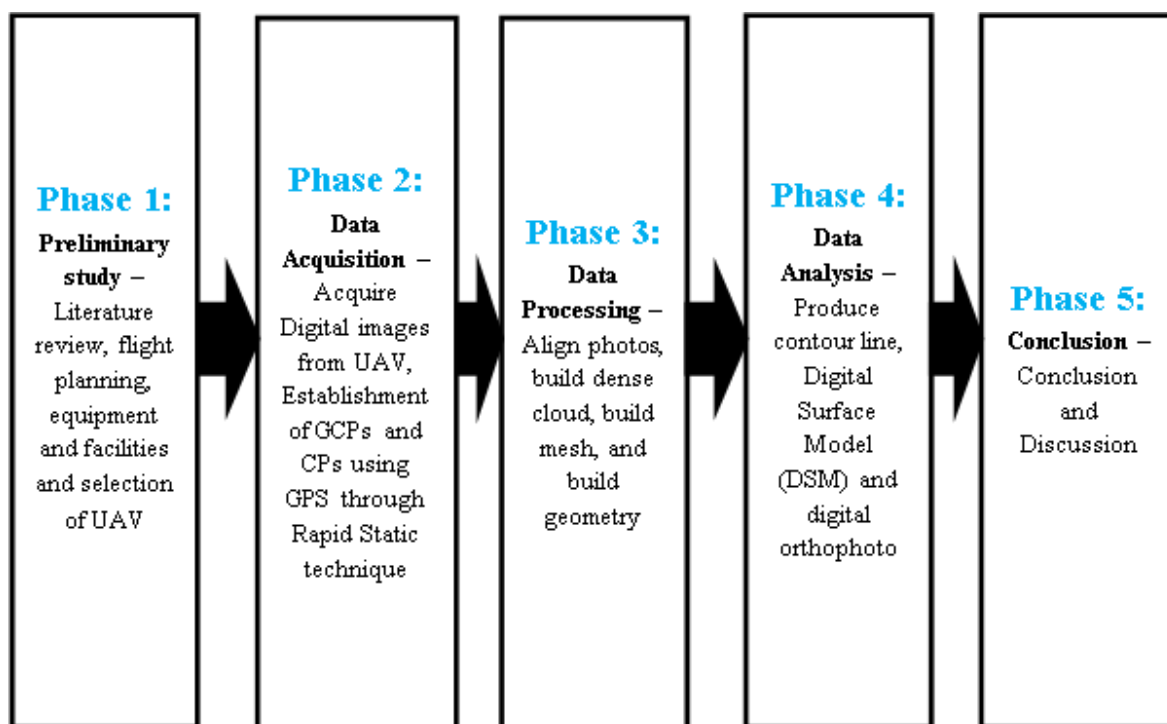 Phase 1:
Preliminary
study –
Literature
review, flight
planning,
equipment
and facilities
and selection
of UAV
Phase 2:
Data
Acquisition –
Acquire
Digital images
from UAV,
Establishment
of GCPs and
CPs using
GPS through
Rapid Static
technique
Phase 3:
Data
Processing –
Align photos,
build dense
cloud, build
mesh, and
build
geometry
Phase 4:
Data
Analysis –
Produce
contour line,
Digital
Surface
Model
(DSM) and
digital
orthophoto
Phase 5:
Conclusion –
Conclusion
and
Discussion